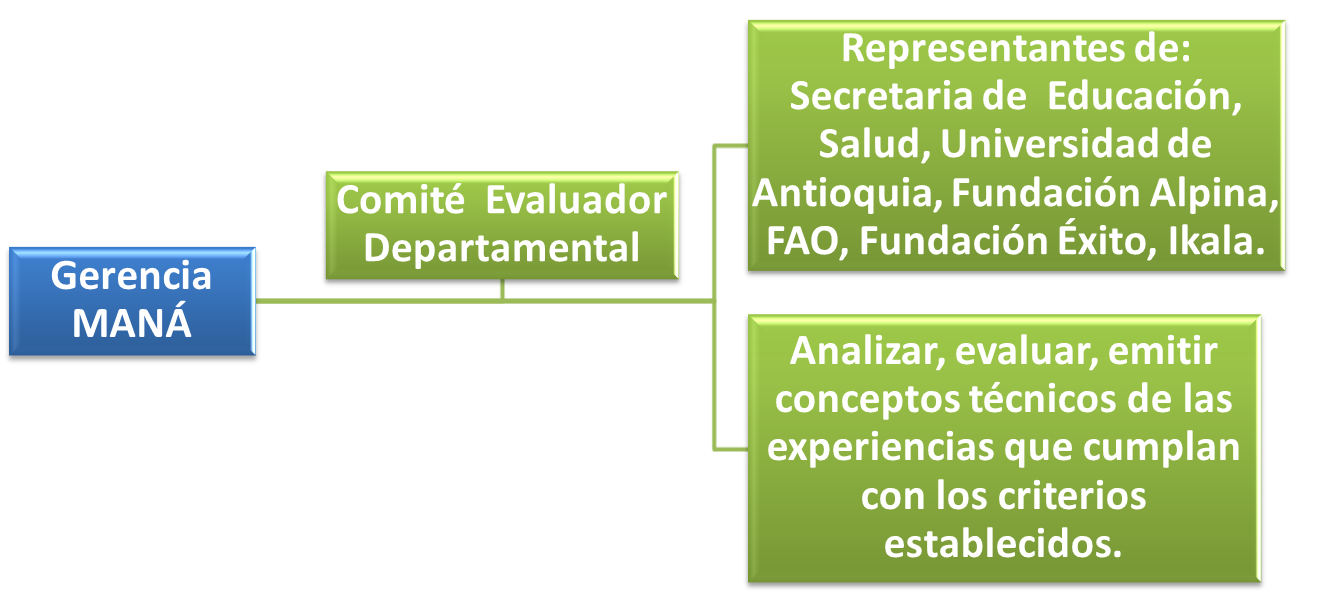 Gerencia
MANÁ
Comité  Evaluador
Departamental
Representantes de:
Secretaria de  Educación,
Salud, Universidad de
Antioquia, Fundación Alpina,
FAO, Fundación Éxito, Ikala.
Analizar, evaluar, emitir
conceptos técnicos de las
experiencias que cumplan
con los criterios
establecidos.